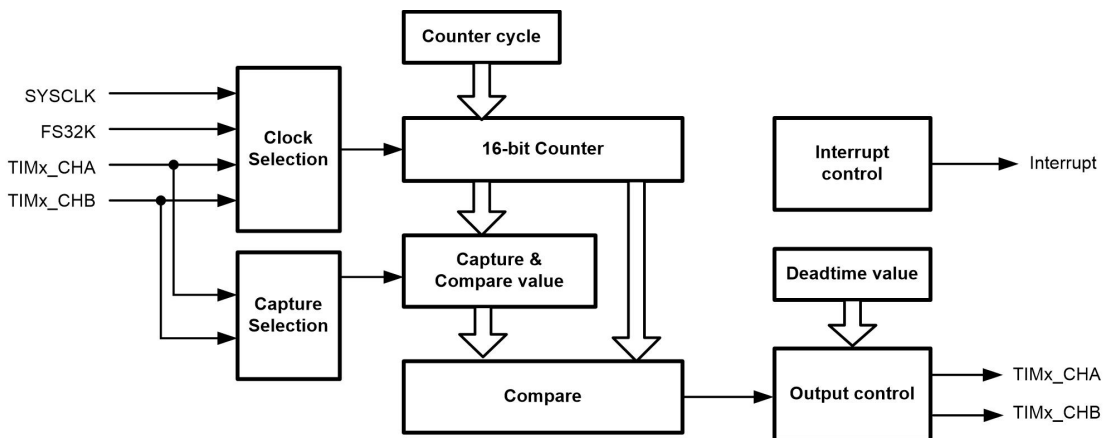 Counter cycle
SYSCLK
FS32K
TIMx_CHA
TIMx_CHB
Clock
Selection
16-bit Counter
Interrupt
control
Interrupt
Capture
Selection
Capture &
Compare value
Deadtime value
Compare
Output control
TIMx_CHA
TIMx_CHB